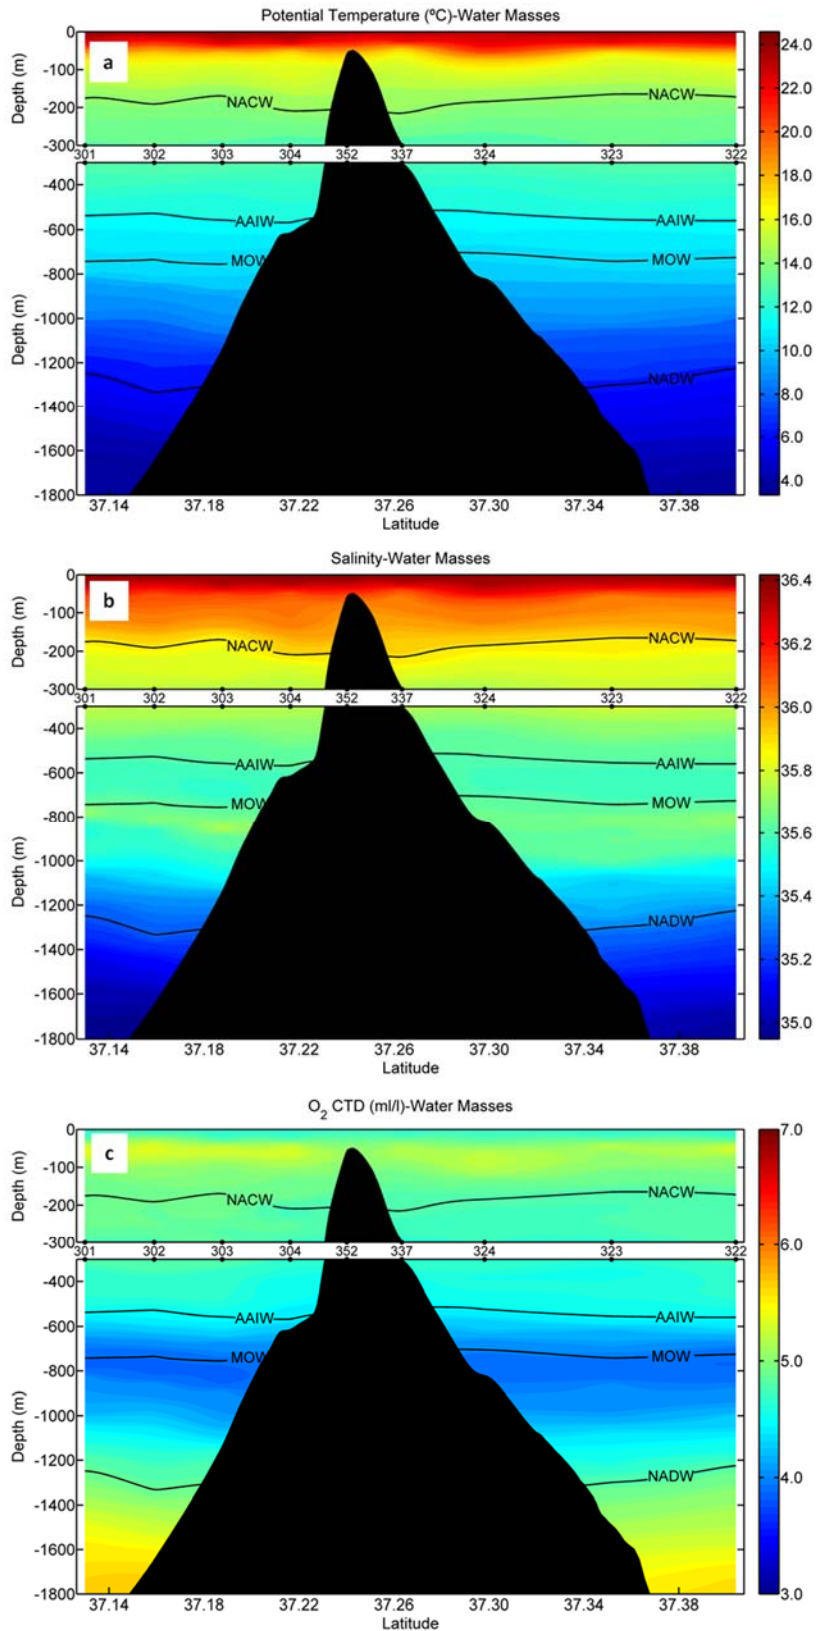 Potential Temperature (ºC)-Water Masses
a
Depth (m)
0
-100
-200
-300
NACW
NACW
301 302 303 304 352 337 324 323 322
Depth (m)
-400
-600
-800
-1000
-1200
-1400
-1600
-1800
AAIW
AAIW
MOW
MOW
NADW
37.14 37.18 37.22 37.26 37.30 37.34 37.38
Latitude
24.0
20.0
16.0
14.0
12.0
10.0
8.0
6.0
4.0
Salinity-Water Masses
b
Depth (m)
0
-100
-200
-300
NACW
NACW
301 302 303 304 352 337 324 323 322
Depth (m)
-400
-600
-800
-1000
-1200
-1400
-1600
-1800
AAIW
AAIW
MOW
MOW
NADW
37.14 37.18 37.22 37.26 37.30 37.34 37.38
Latitude
36.4
36.2
36.0
35.8
35.6
35.4
35.2
35.0
O2 CTD (ml/l)-Water Masses
c
Depth (m)
0
-100
-200
-300
NACW
NACW
301 302 303 304 352 337 324 323 322
Depth (m)
-400
-600
-800
-1000
-1200
-1400
-1600
-1800
AAIW
AAIW
MOW
MOW
NADW
37.14 37.18 37.22 37.26 37.30 37.34 37.38
Latitude
7.0
6.0
5.0
4.0
3.0